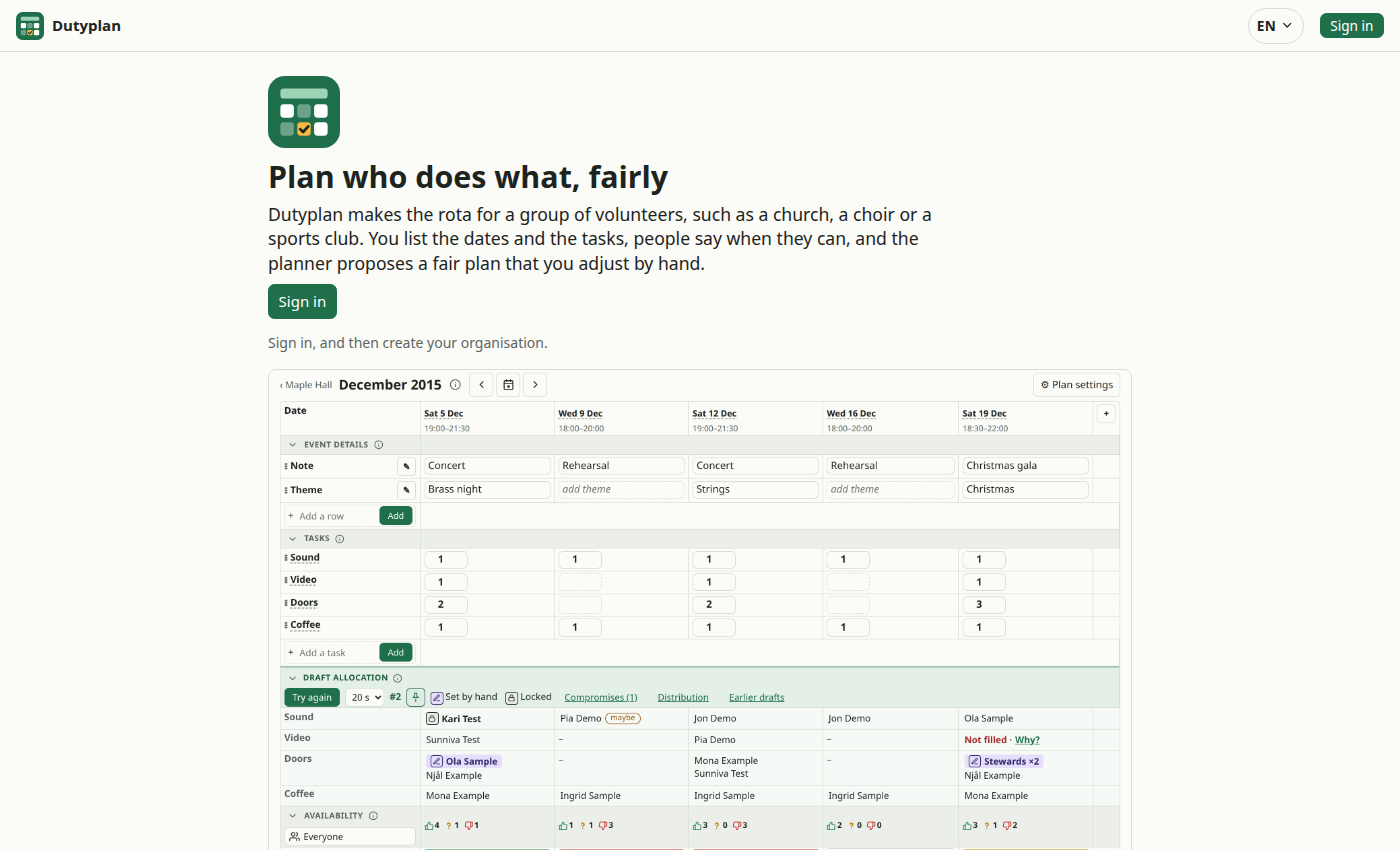 Dutyplan
EN
Sign in
Plan who does what, fairly
Dutyplan makes the rota for a group of volunteers, such as a church, a choir or a
sports club. You list the dates and the tasks, people say when they can, and the
planner proposes a fair plan that you adjust by hand.
Sign in
Sign in, and then create your organisation.
‹ Maple Hall December 2015 Plan settings
Date Sat 5 Dec Wed 9 Dec Sat 12 Dec Wed 16 Dec Sat 19 Dec +
19:00–21:30 18:00–20:00 19:00–21:30 18:00–20:00 18:30–22:00
EVENT DETAILS
Note Concert Rehearsal Concert Rehearsal Christmas gala
Theme Brass night add theme Strings add theme Christmas
+ Add a row Add
TASKS
Sound 1 1 1 1 1
Video 1 1 1
Doors 2 2 3
Coffee 1 1 1 1 1
+ Add a task Add
DRAFT ALLOCATION
Try again 20 s #2 Set by hand Locked Compromises (1) Distribution Earlier drafts
Sound Kari Test Pia Demo maybe Jon Demo Jon Demo Ola Sample
Video Sunniva Test – Pia Demo – Not filled · Why?
Doors Ola Sample – Mona Example – Stewards ×2
Njål Example Sunniva Test Njål Example
Coffee Mona Example Ingrid Sample Ingrid Sample Ingrid Sample Mona Example
AVAILABILITY 4 ? 1 1 1 ? 1 3 3 ? 0 3 2 ? 0 0 3 ? 1 2
Everyone